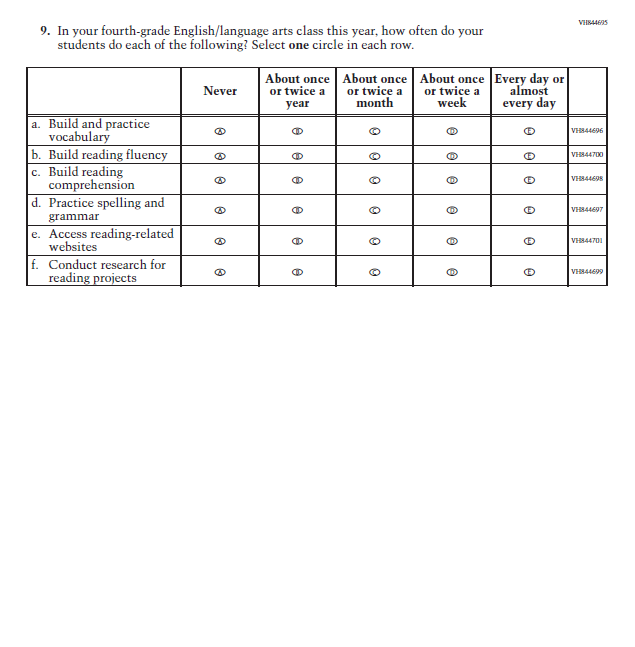 VH844695
9. In your fourth-grade English/language arts class this year, how often do your
students do each of the following? Select one circle in each row.
Never
About once
or twice a
year
About once
or twice a
month
About once
or twice a
week
Every day or
almost
every day
a. Build and practice
vocabulary
A B C D E VH844696
b. Build reading fluency A B C D E VH844700
c. Build reading
comprehension
A B C D E VH844698
d. Practice spelling and
grammar
A B C D E VH844697
e. Access reading-related
websites
A B C D E VH844701
f. Conduct research for
reading projects
A B C D E VH844699